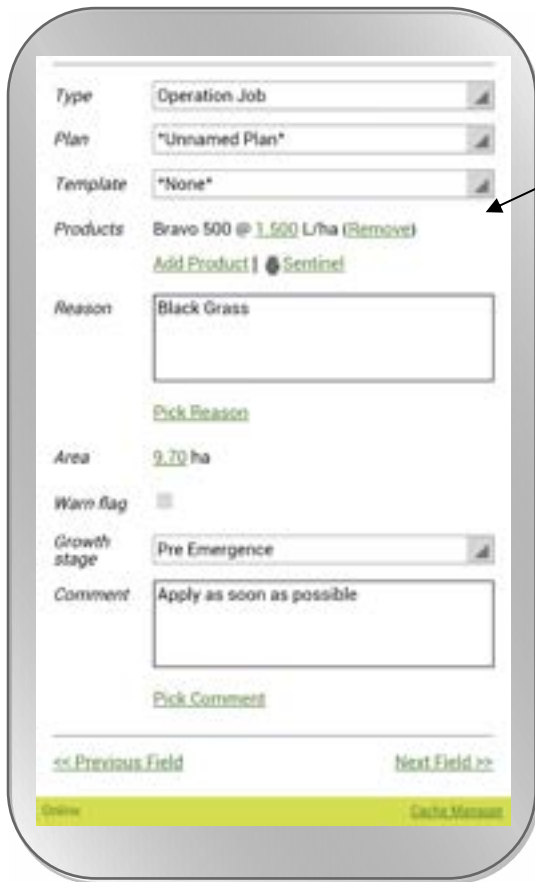 Type Operation Job
Plan *Unnamed Plan*
Template *None*
Products Bravo 500 @ 1.500 L/ha (Remove)
Add Product | Sentinel
Reason Black Grass
Pick Reason
Area 9.70 ha
Warn flag
Growth stage Pre Emergence
Comment Apply as soon as possible
Pick Comment
<< Previous Field Next Field >>
Online Cache Manager